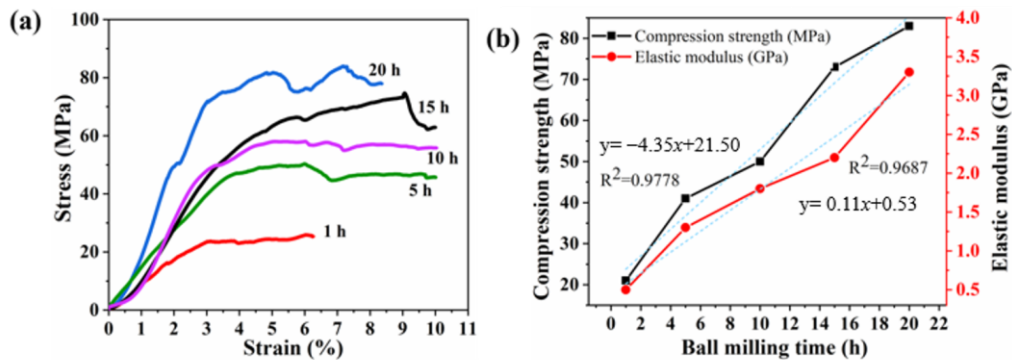 (a)
Stress (MPa)
100
80
60
40
20
0
20 h
15 h
10 h
5 h
1 h
0 1 2 3 4 5 6 7 8 9 10 11
Strain (%)
(b)
Compression strength (MPa)
80
70
60
50
40
30
20
Compression strength (MPa)
Elastic modulus (GPa)
y= −4.35x+21.50
R²=0.9778
R²=0.9687
y= 0.11x+0.53
4.0
3.5
3.0
2.5
2.0
1.5
1.0
0.5
Elastic modulus (GPa)
0 2 4 6 8 10 12 14 16 18 20 22
Ball milling time (h)